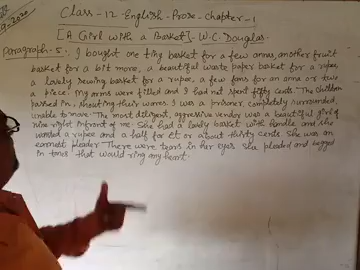 2020
Class-12 English-Prose-chapter-1
[A Girl with a Basket]-W.C. Douglas
Paragraph-5. I bought one tiny basket for a few annas, another fruit
basket for a bit more, a beautiful waste paper basket for a rupee,
a lovely sewing basket for a rupee, a few fans for an anna or two
a piece. My arms were filled and I had not spent fifty cents. The children
passed in, shouting their wares. I was a prisoner, completely surrounded,
unable to move. The most diligent, aggressive vendor was a beautiful girl of
nine right in front of me. She had a lovely basket with handle, and she
wanted a rupee and a half for it or about thirty cents. She was an
earnest pleader. There were tears in her eyes. She pleaded and begged
in tones that would wring any heart.